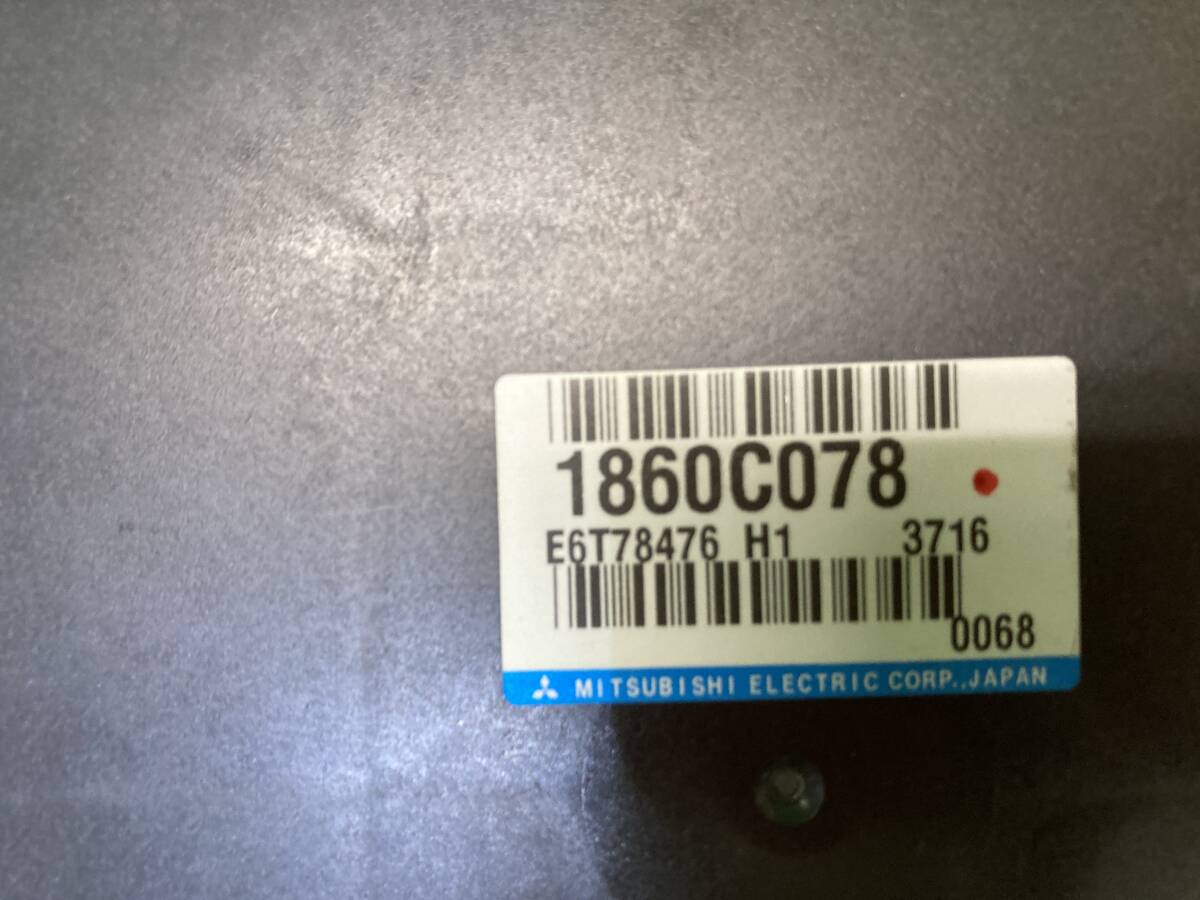 1860C078
E6T78476 H1 3716
0068
MITSUBISHI ELECTRIC CORP.,JAPAN